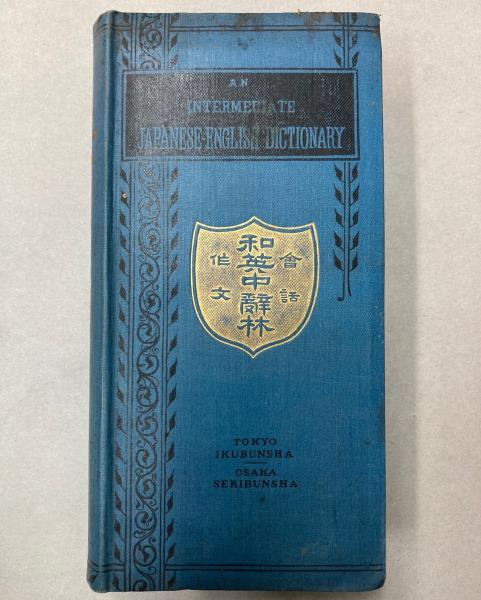 AN
INTERMEDIATE
JAPANESE-ENGLISH DICTIONARY
會話
和英中辭林
作文
TOKYO
IKUBUNSHA
OSAKA
SEKIBUNSHA